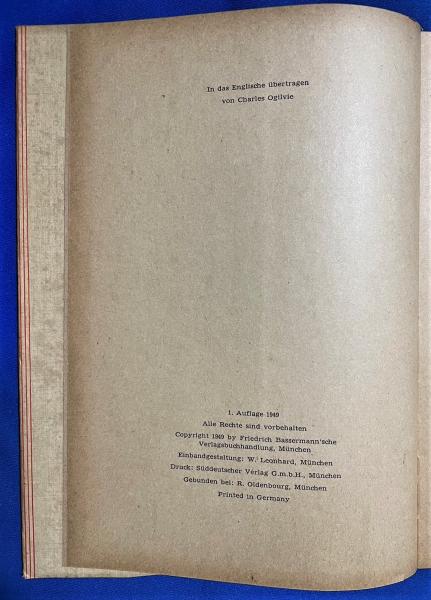 In das Englische übertragen
von Charles Ogilvie
1. Auflage 1949
Alle Rechte sind vorbehalten
Copyright 1949 by Friedrich Bassermann'sche
Verlagsbuchhandlung, München
Einbandgestaltung: W. Leonhard, München
Druck: Süddeutscher Verlag G.m.b.H., München
Gebunden bei: R. Oldenbourg, München
Printed in Germany